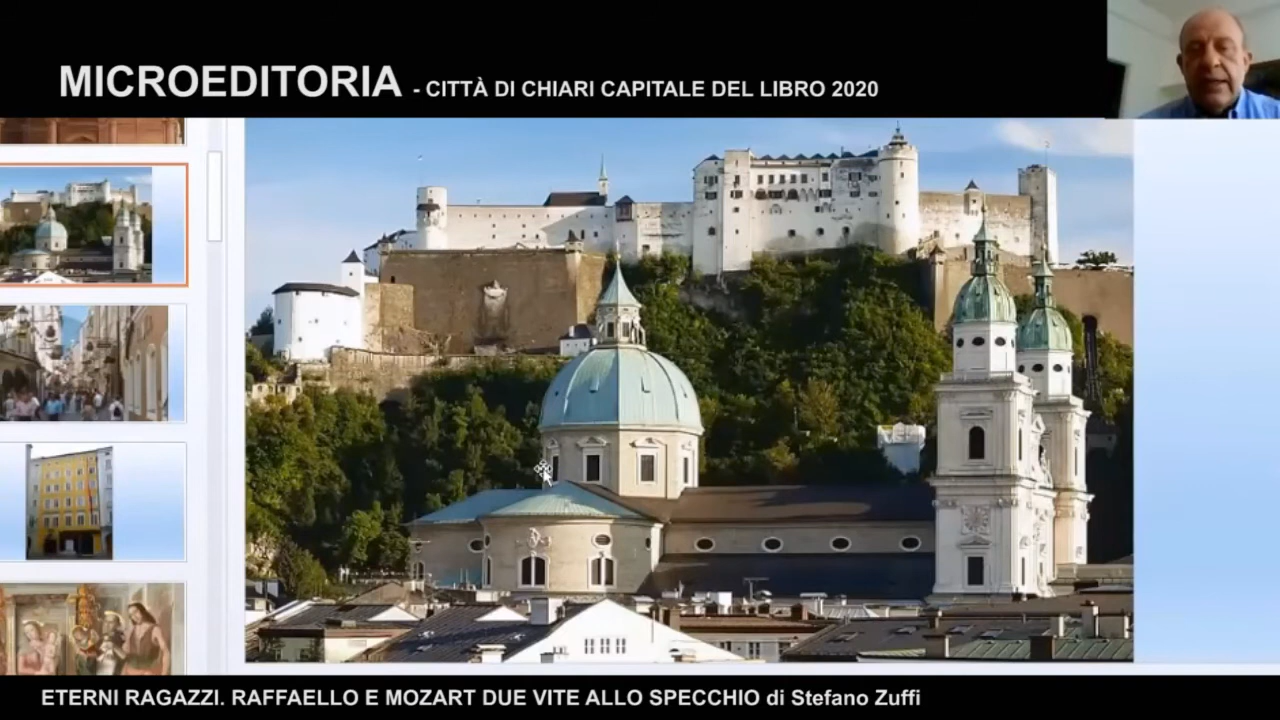 MICROEDITORIA - CITTÀ DI CHIARI CAPITALE DEL LIBRO 2020
ETERNI RAGAZZI. RAFFAELLO E MOZART DUE VITE ALLO SPECCHIO di Stefano Zuffi